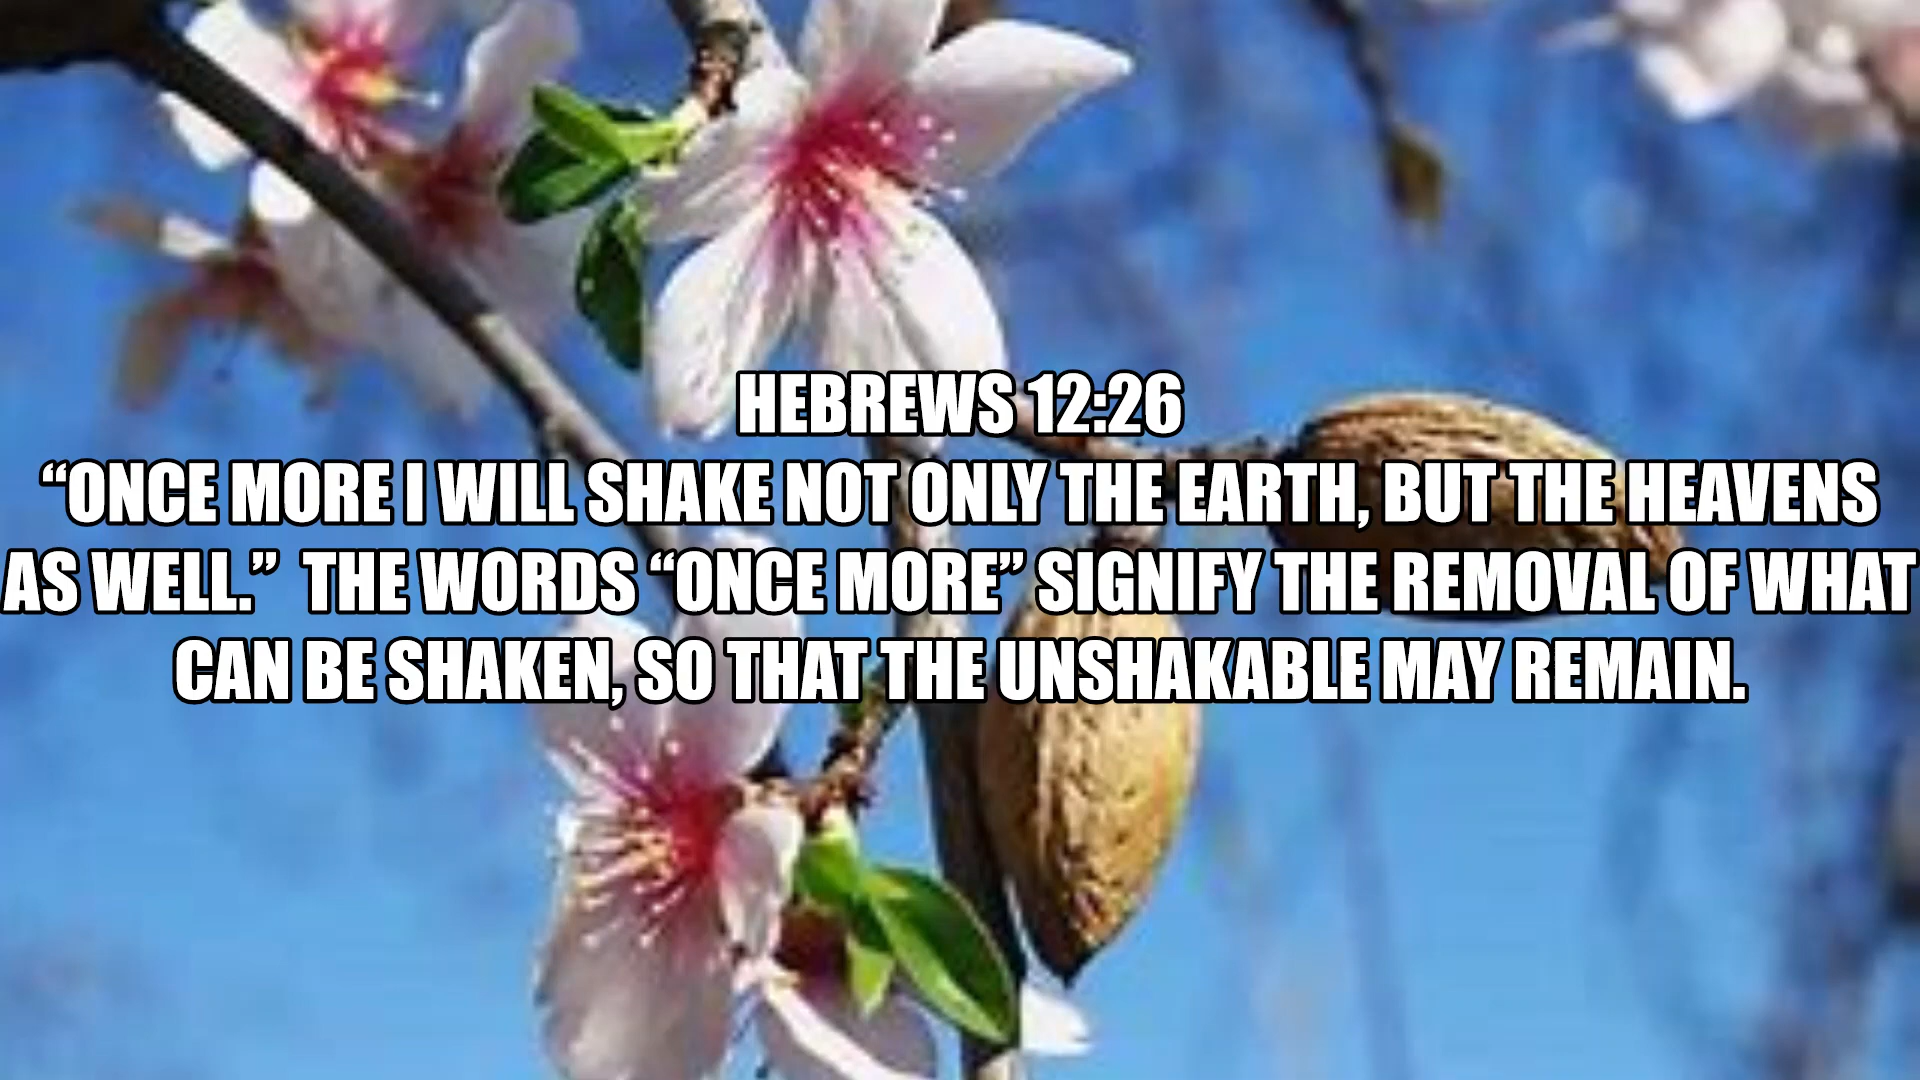 HEBREWS 12:26
“ONCE MORE I WILL SHAKE NOT ONLY THE EARTH, BUT THE HEAVENS
AS WELL.”  THE WORDS “ONCE MORE” SIGNIFY THE REMOVAL OF WHAT
CAN BE SHAKEN, SO THAT THE UNSHAKABLE MAY REMAIN.